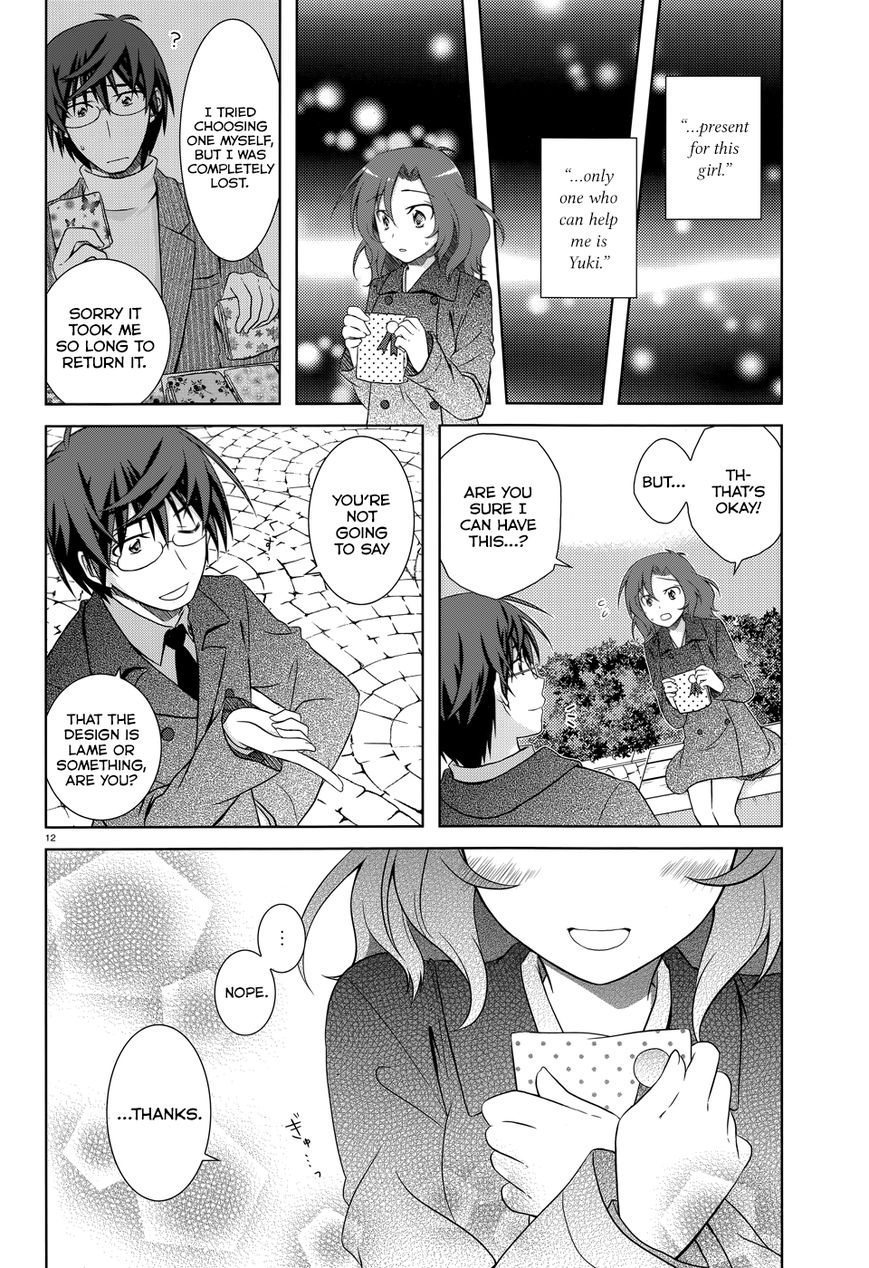 "...present
for this
girl."
"...only
one who
can help
me is
Yuki."
?
I TRIED
CHOOSING
ONE MYSELF,
BUT I WAS
COMPLETELY
LOST.
SORRY IT
TOOK ME
SO LONG TO
RETURN IT.
TH-
THAT'S
OKAY!
BUT...
ARE YOU
SURE I
CAN HAVE
THIS...?
YOU'RE
NOT
GOING
TO SAY
THAT THE
DESIGN IS
LAME OR
SOMETHING,
ARE YOU?
12
...
NOPE.
ぎゅ…っ
...THANKS.